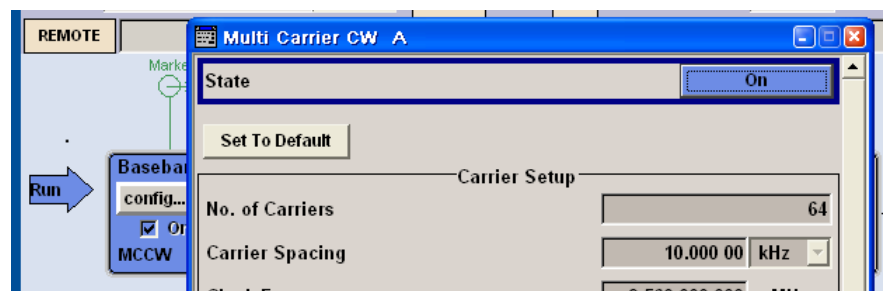 REMOTE
Multi Carrier CW A
State
On
Set To Default
Run
config...
MCCW
Carrier Setup
No. of Carriers
64
Carrier Spacing
10.000 00 kHz